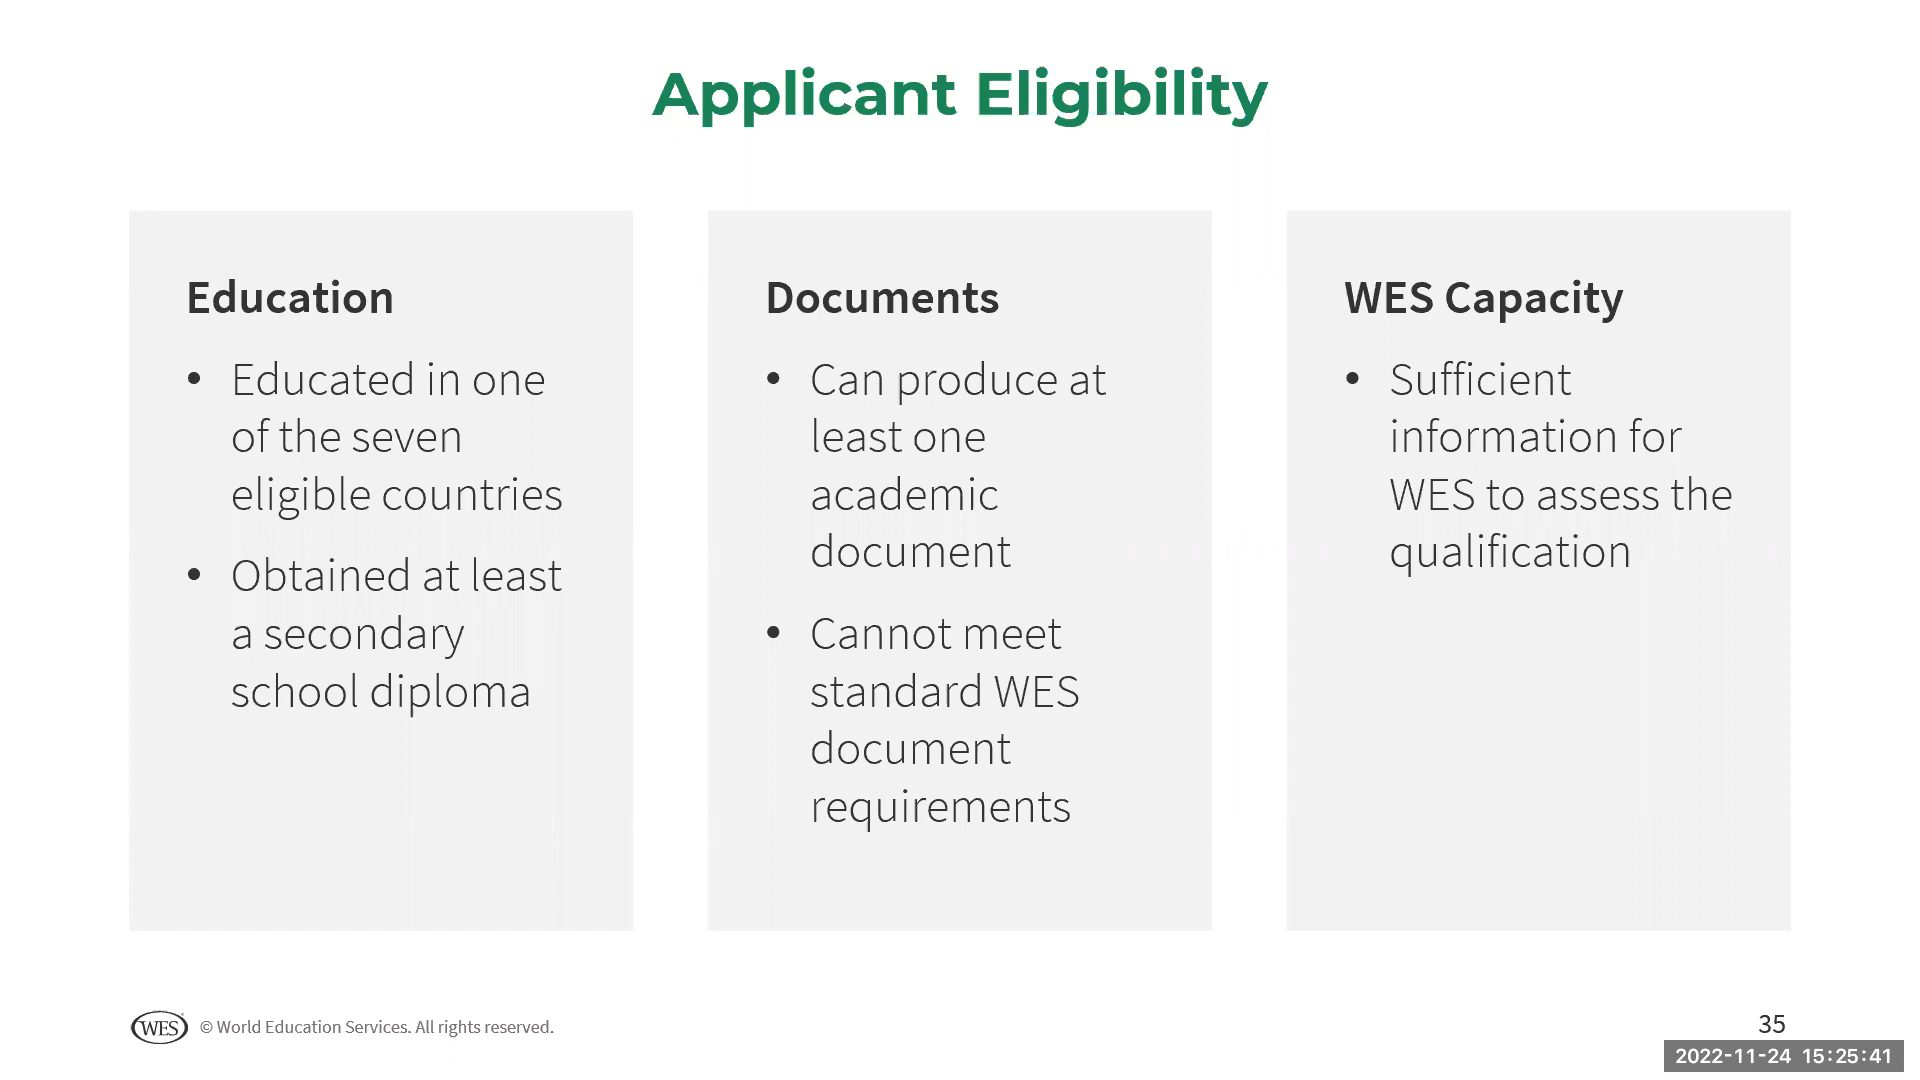 Applicant Eligibility
Education
• Educated in one
of the seven
eligible countries
• Obtained at least
a secondary
school diploma
Documents
• Can produce at
least one
academic
document
• Cannot meet
standard WES
document
requirements
WES Capacity
• Sufficient
information for
WES to assess the
qualification
WES © World Education Services. All rights reserved.
35
2022-11-24 15:25:41